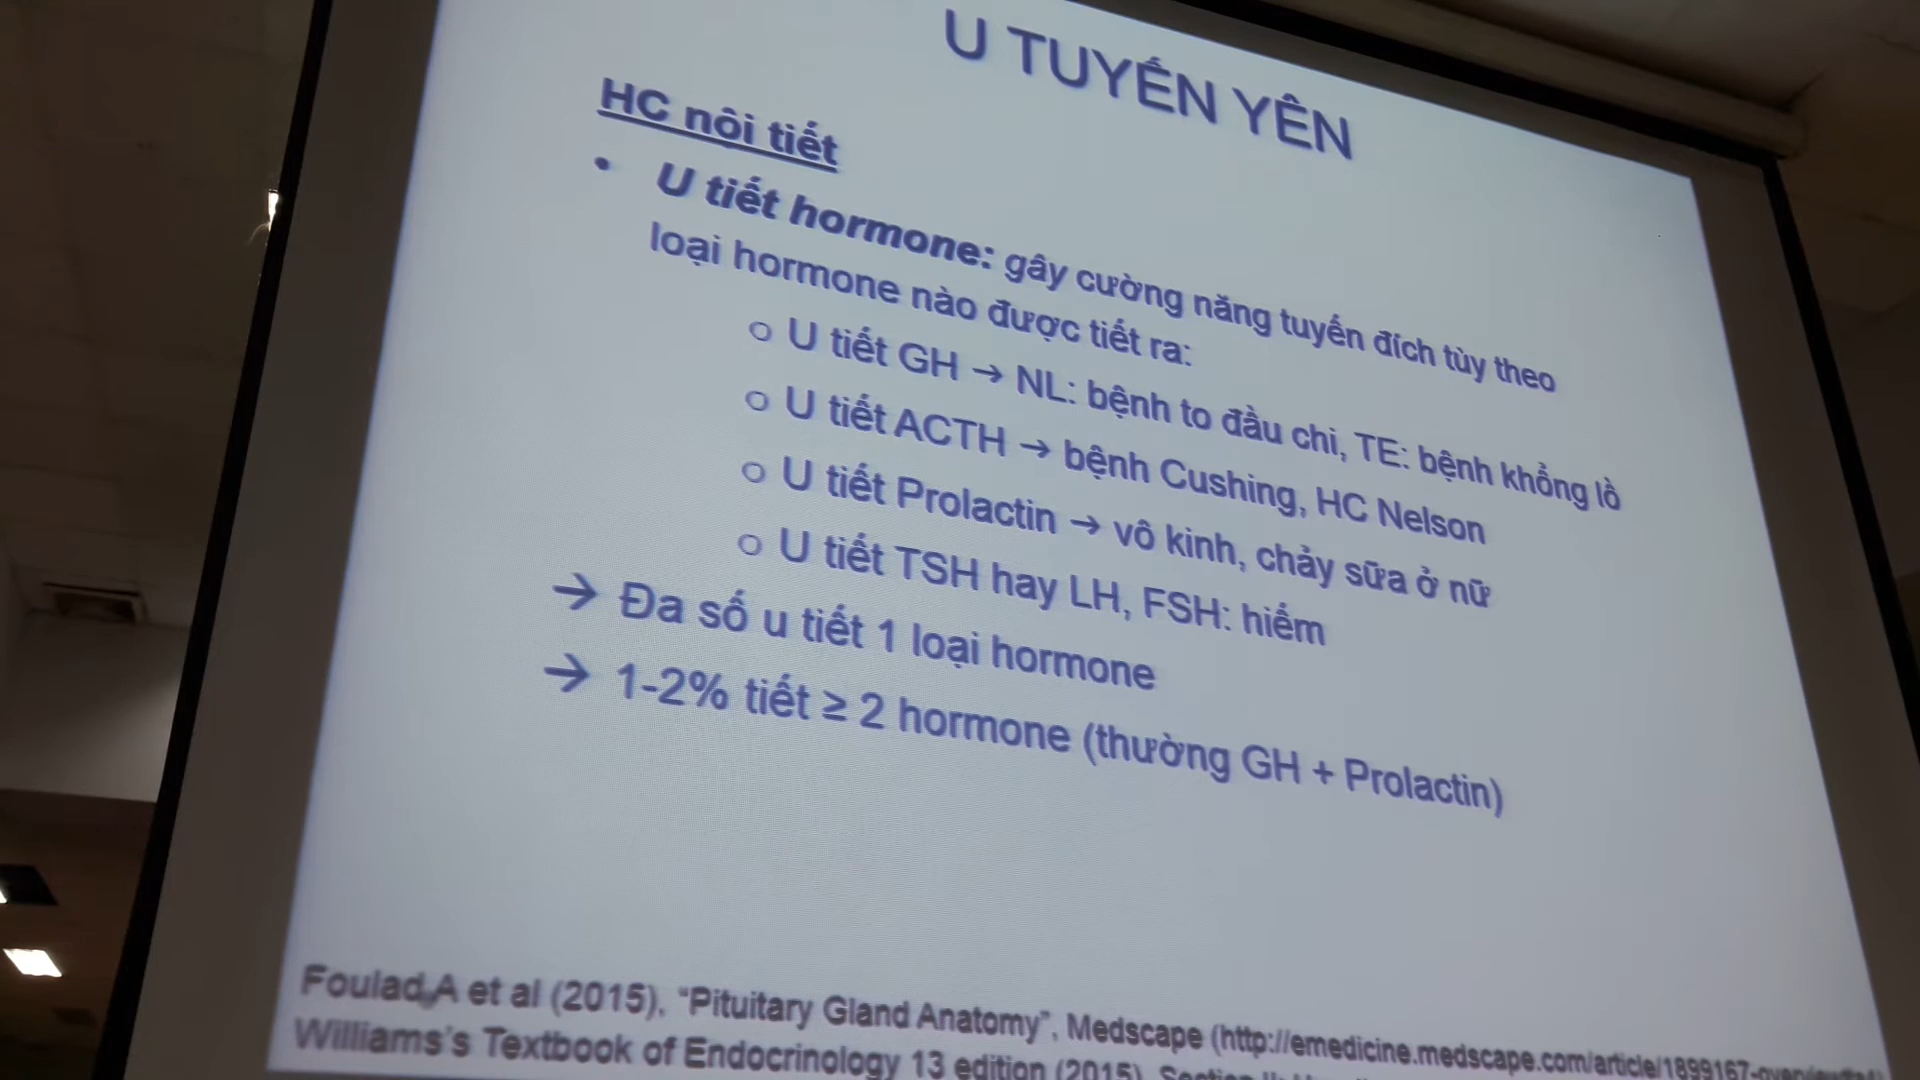 U TUYẾN YÊN
HC nội tiết
• U tiết hormone: gây cường năng tuyến đích tùy theo
loại hormone nào được tiết ra:
o U tiết GH → NL: bệnh to đầu chi, TE: bệnh khổng lồ
o U tiết ACTH → bệnh Cushing, HC Nelson
o U tiết Prolactin → vô kinh, chảy sữa ở nữ
o U tiết TSH hay LH, FSH: hiếm
→ Đa số u tiết 1 loại hormone
→ 1-2% tiết ≥ 2 hormone (thường GH + Prolactin)
Foulad A et al (2015), “Pituitary Gland Anatomy”, Medscape (http://emedicine.medscape.com/article/1899167-
Williams's Textbook of Endocrinology 13 edition (2015), Section